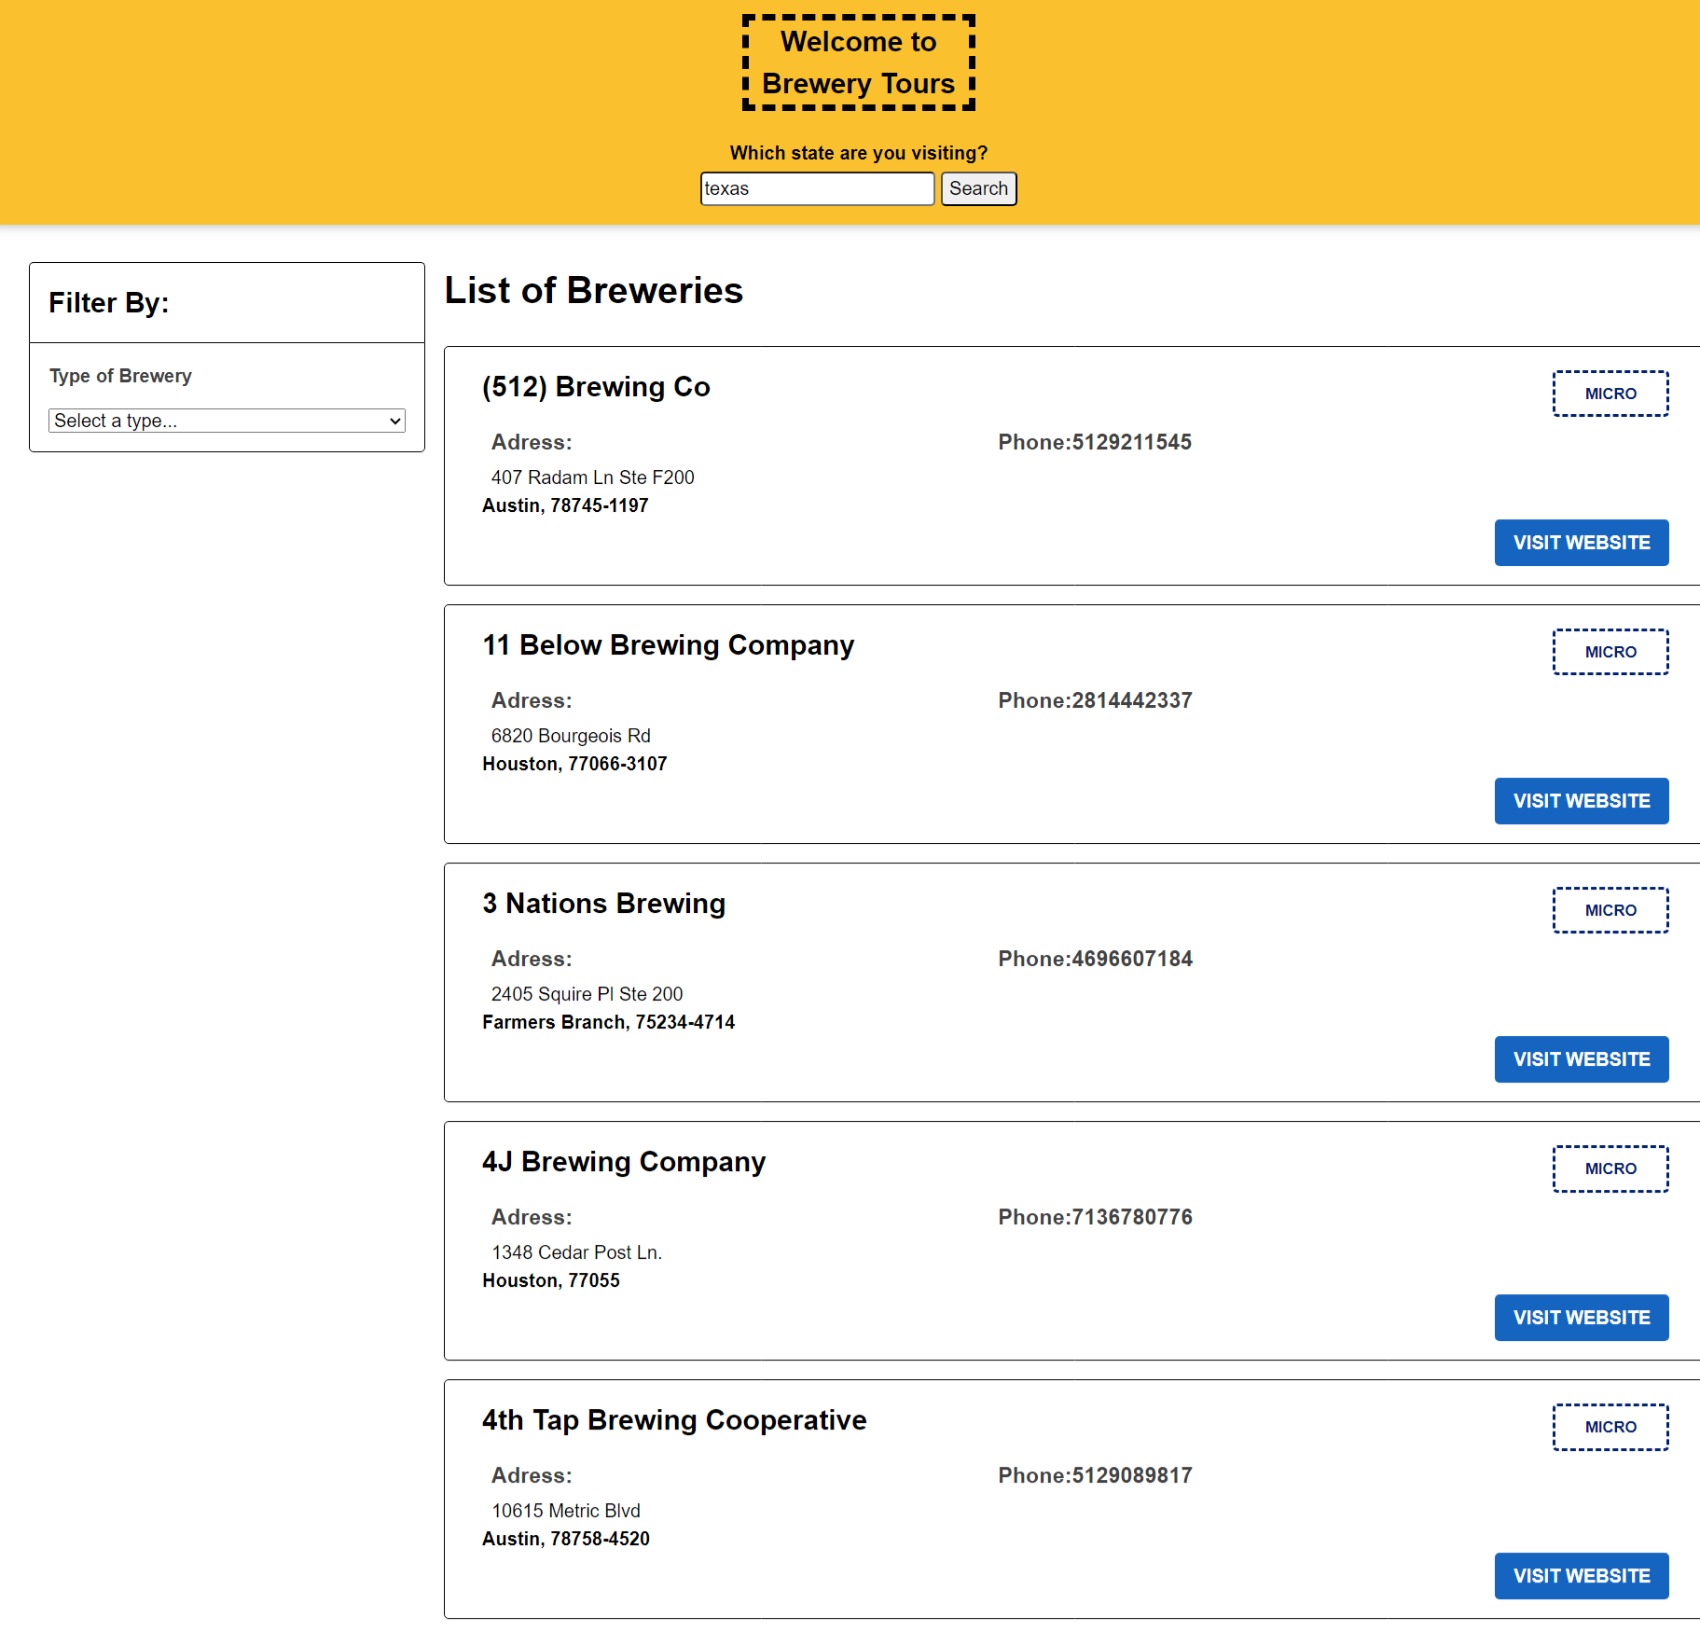 Welcome to
Brewery Tours
Which state are you visiting?
texas
Search
Filter By:
Type of Brewery
Select a type...
List of Breweries
(512) Brewing Co
MICRO
Adress:
Phone:5129211545
407 Radam Ln Ste F200
Austin, 78745-1197
VISIT WEBSITE
11 Below Brewing Company
MICRO
Adress:
Phone:2814442337
6820 Bourgeois Rd
Houston, 77066-3107
VISIT WEBSITE
3 Nations Brewing
MICRO
Adress:
Phone:4696607184
2405 Squire Pl Ste 200
Farmers Branch, 75234-4714
VISIT WEBSITE
4J Brewing Company
MICRO
Adress:
Phone:7136780776
1348 Cedar Post Ln.
Houston, 77055
VISIT WEBSITE
4th Tap Brewing Cooperative
MICRO
Adress:
Phone:5129089817
10615 Metric Blvd
Austin, 78758-4520
VISIT WEBSITE